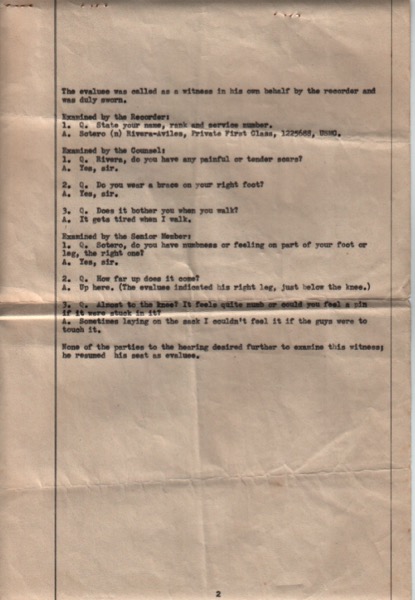 The evaluee was called as a witness in his own behalf by the recorder and
was duly sworn.
Examined by the Recorder:
1. Q. State your name, rank and service number.
A. Sotero (n) Rivera-Aviles, Private First Class, 1225688, USMC.
Examined by the Counsel:
1. Q. Rivera, do you have any painful or tender scars?
A. Yes, sir.
2. Q. Do you wear a brace on your right foot?
A. Yes, sir.
3. Q. Does it bother you when you walk?
A. It gets tired when I walk.
Examined by the Senior Member:
1. Q. Sotero, do you have numbness or feeling on part of your foot or
leg, the right one?
A. Yes, sir.
2. Q. How far up does it come?
A. Up here. (The evaluee indicated his right leg, just below the knee.)
3. Q. Almost to the knee? It feels quite numb or could you feel a pin
if it were stuck in it?
A. Sometimes laying on the sack I couldn't feel it if the guys were to
touch it.
None of the parties to the hearing desired further to examine this witness;
he resumed his seat as evaluee.
2